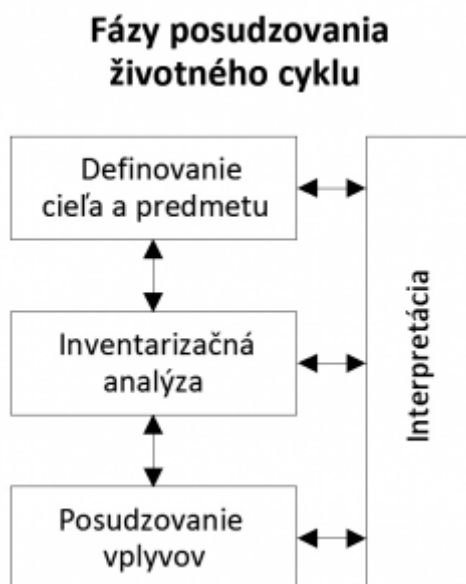 Fázy posudzovania
životného cyklu
Definovanie
cieľa a predmetu
Inventarizačná
analýza
Posudzovanie
vplyvov
Interpretácia